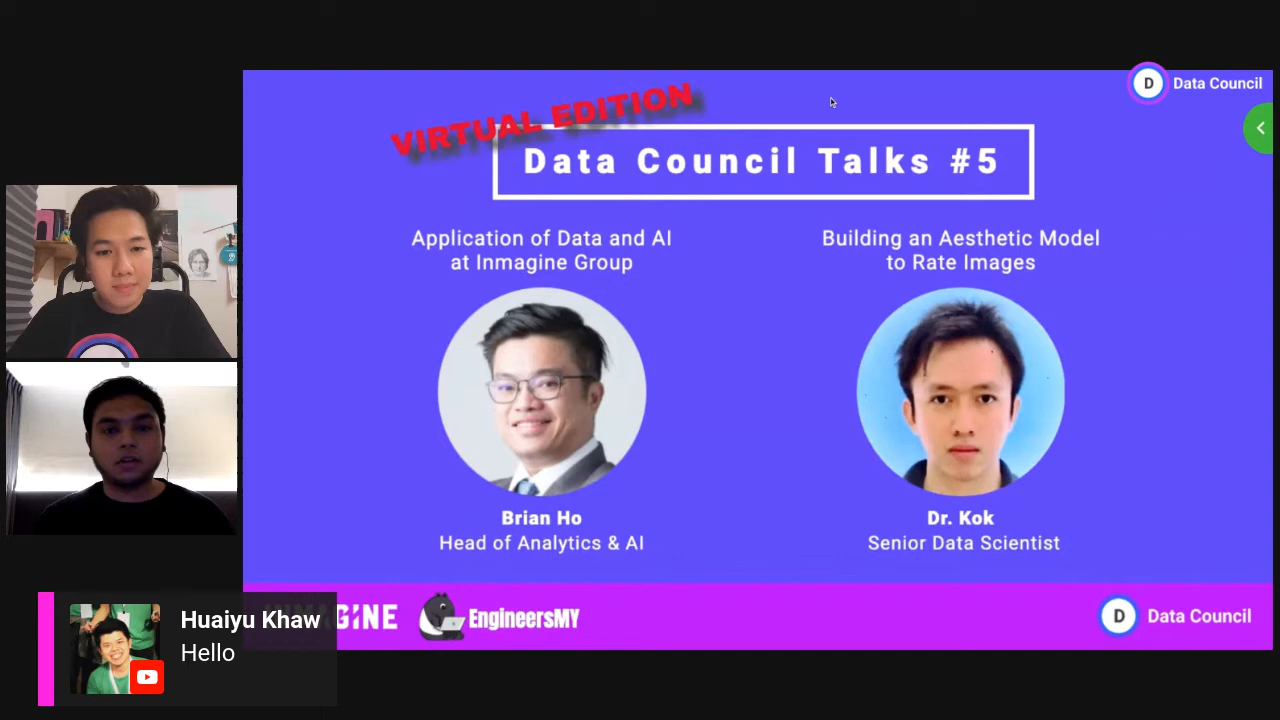 D Data Council
VIRTUAL EDITION
Data Council Talks #5
Application of Data and AI
at Inmagine Group
Building an Aesthetic Model
to Rate Images
Brian Ho
Head of Analytics & AI
Dr. Kok
Senior Data Scientist
Huaiyu Khaw
Hello
GINE
EngineersMY
D Data Council